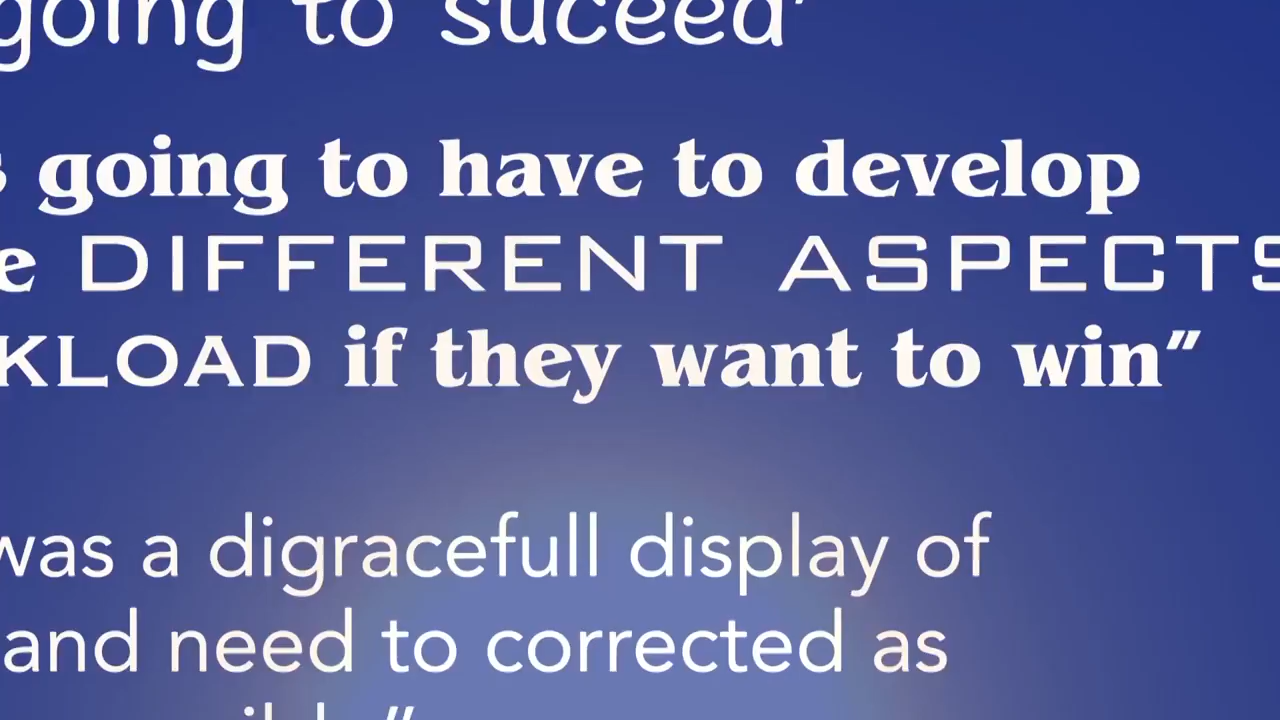 going to suceed"
going to have to develop
DIFFERENT ASPECTS
KLOAD if they want to win”
was a digracefull display of
and need to corrected as